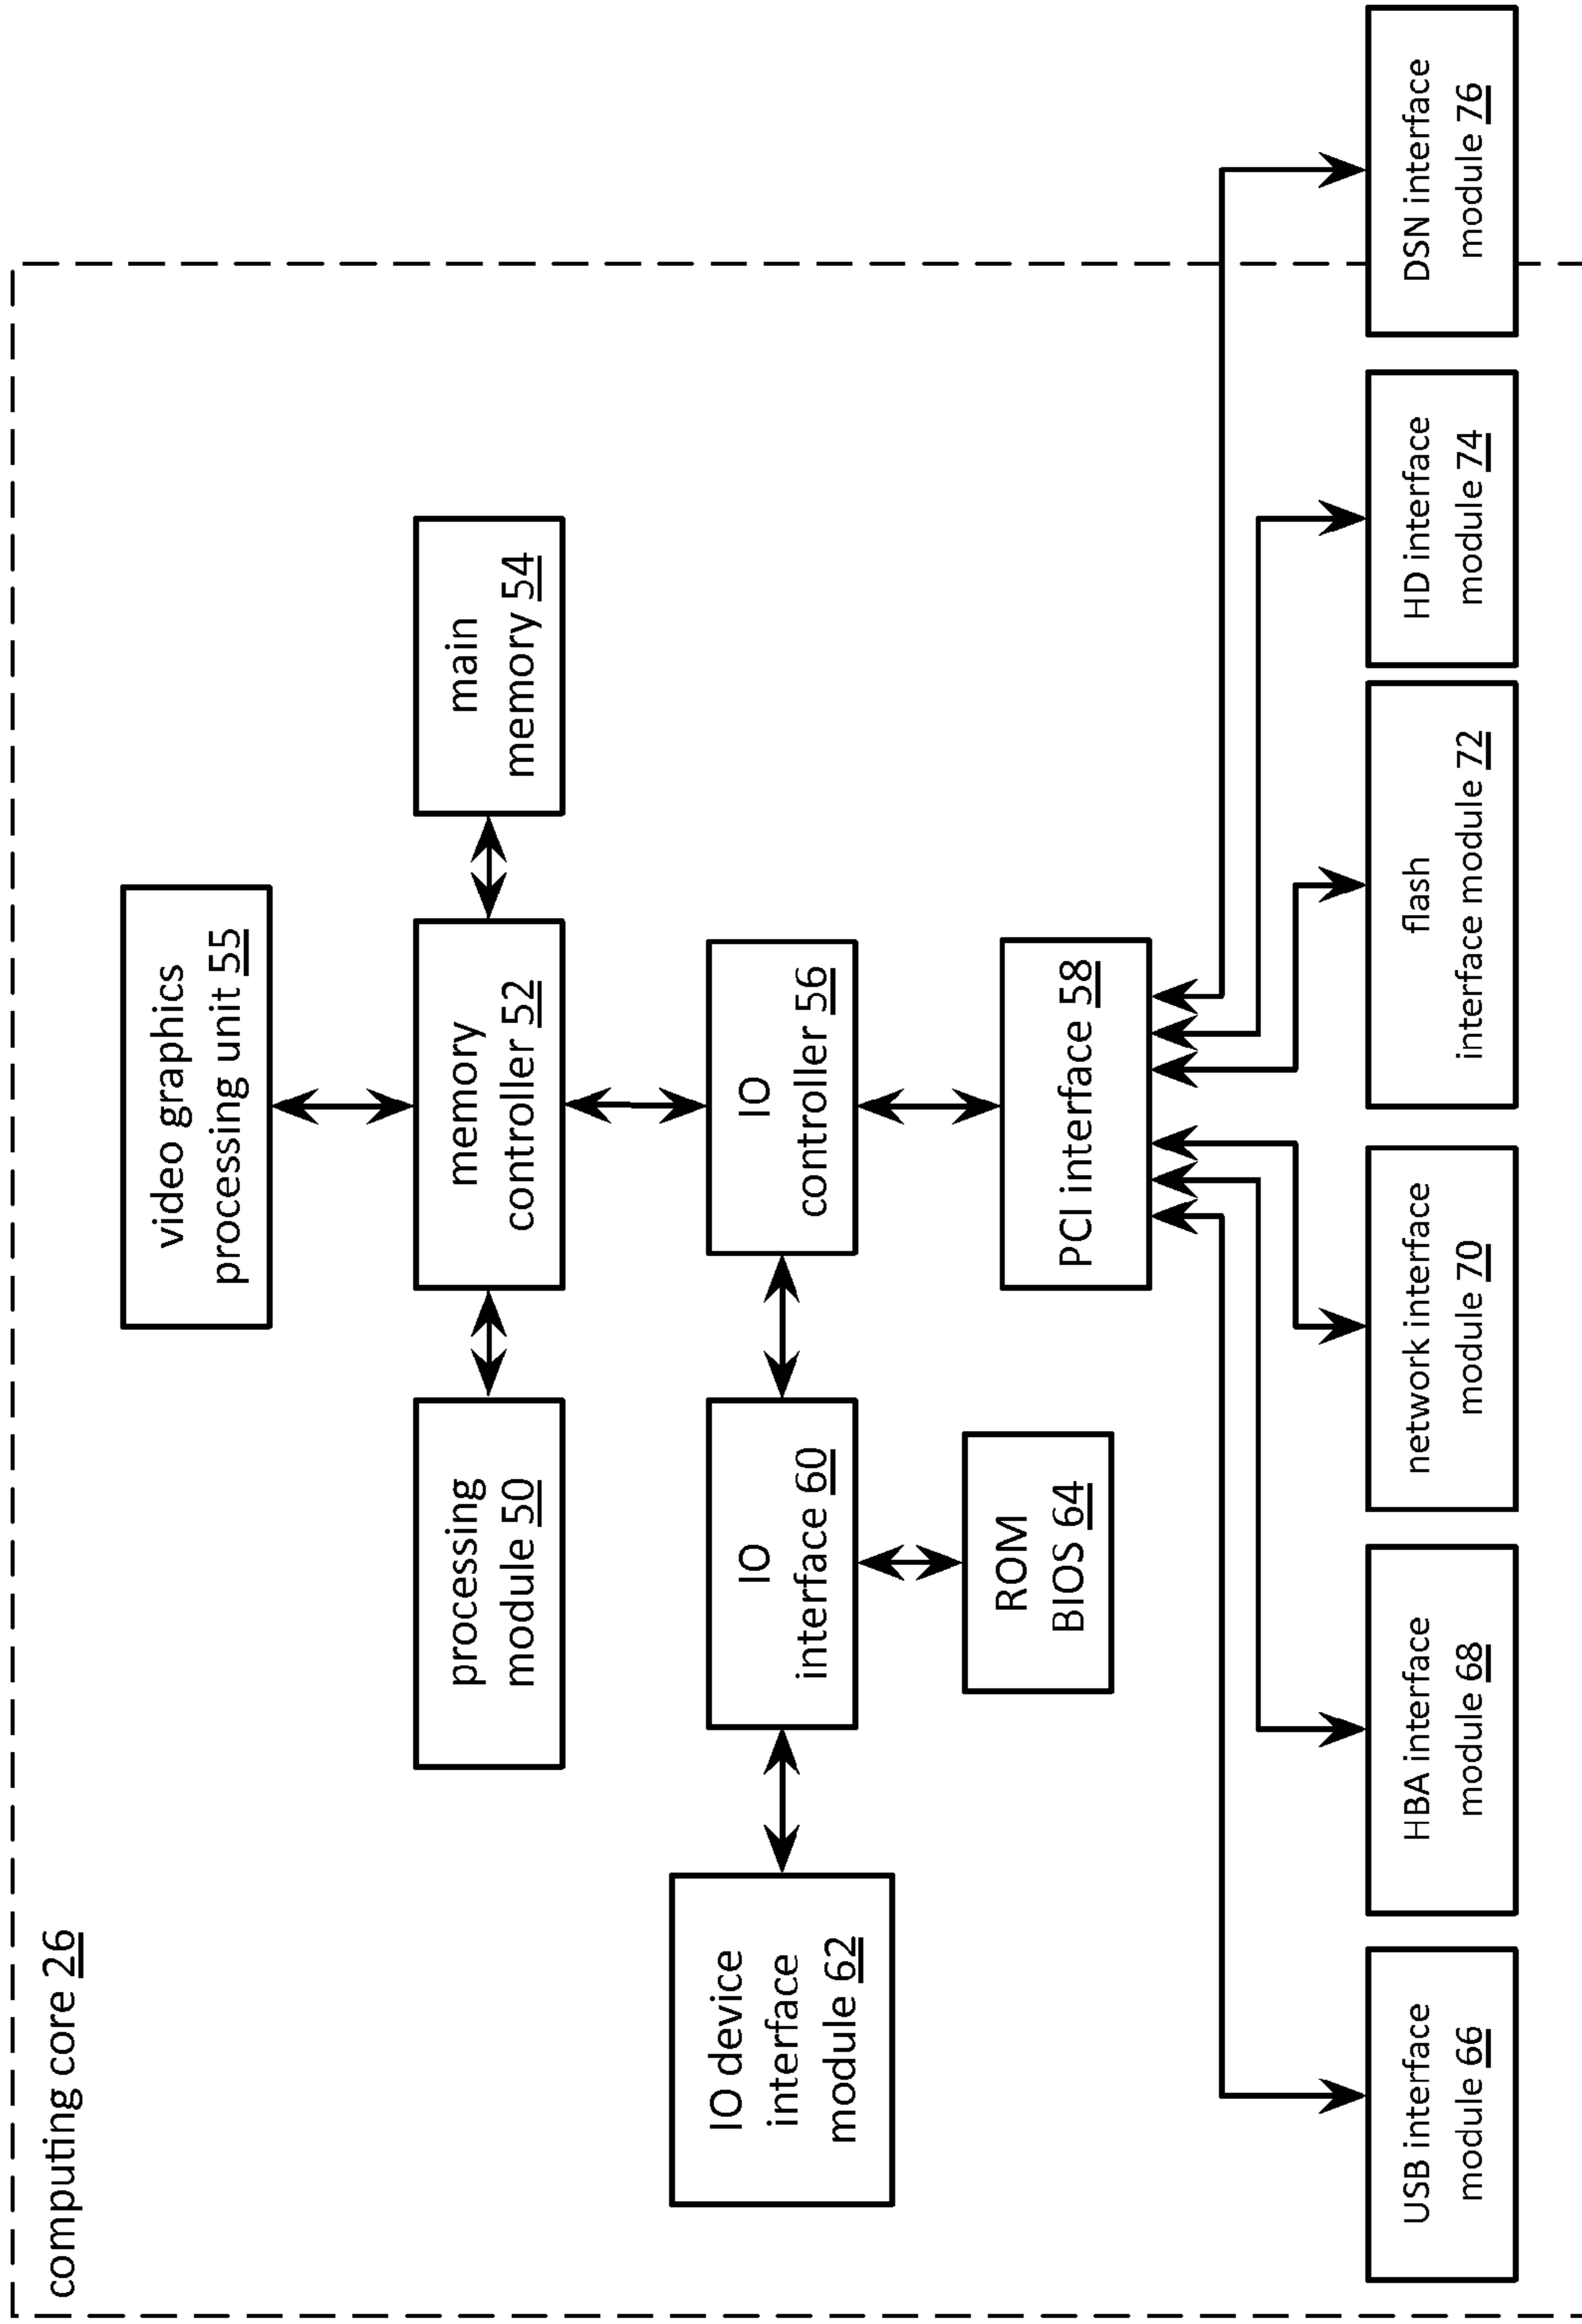 computing core 26
video graphics
processing unit 55
processing
module 50
memory
controller 52
main
memory 54
IO device
interface
module 62
IO
interface 60
IO
controller 56
ROM
BIOS 64
PCI interface 58
USB interface
module 66
HBA interface
module 68
network interface
module 70
flash
interface module 72
HD interface
module 74
DSN interface
module 76